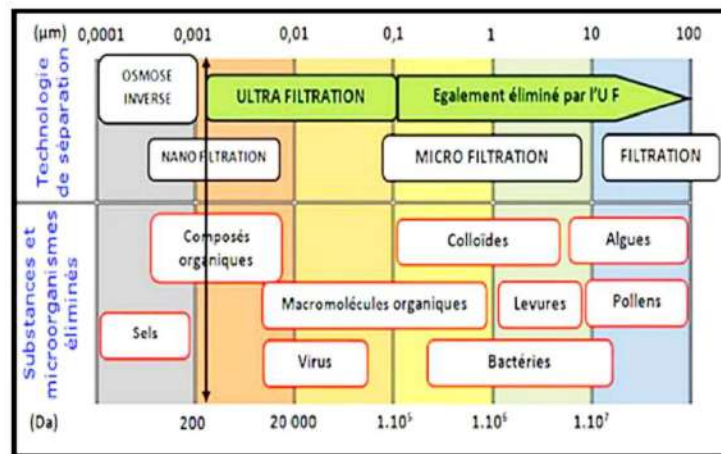 (μm) 0,0001 0,001 0,01 0,1 1 10 100
Technologie
de séparation
OSMOSE
INVERSE
ULTRA FILTRATION
Egalement éliminé par l'U F
NANO FILTRATION
MICRO FILTRATION
FILTRATION
Substances et
microorganismes
éliminés
Composés
organiques
Colloïdes
Algues
Macromolécules organiques
Levures
Pollens
Sels
Virus
Bactéries
(Da) 200 20 000 1.10⁵ 1.10⁶ 1.10⁷